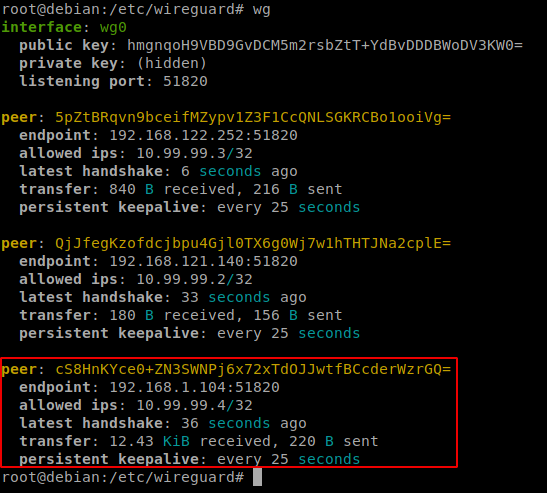 root@debian:/etc/wireguard# wg
interface: wg0
  public key: hmgnqoH9VBD9GvDCM5m2rsbZtT+YdBvDDDBWoDV3KW0=
  private key: (hidden)
  listening port: 51820

peer: 5pZtBRqvn9bceifMZypv1Z3F1CcQNLSGKRCBo1ooiVg=
  endpoint: 192.168.122.252:51820
  allowed ips: 10.99.99.3/32
  latest handshake: 6 seconds ago
  transfer: 840 B received, 216 B sent
  persistent keepalive: every 25 seconds

peer: QjJfegKzofdcjbpu4Gjl0TX6g0Wj7w1hTHTJNa2cplE=
  endpoint: 192.168.121.140:51820
  allowed ips: 10.99.99.2/32
  latest handshake: 33 seconds ago
  transfer: 180 B received, 156 B sent
  persistent keepalive: every 25 seconds

peer: cS8HnKYce0+ZN3SWNPj6x72xTdOJJwtfBCcderWzrGQ=
  endpoint: 192.168.1.104:51820
  allowed ips: 10.99.99.4/32
  latest handshake: 36 seconds ago
  transfer: 12.43 KiB received, 220 B sent
  persistent keepalive: every 25 seconds
root@debian:/etc/wireguard#